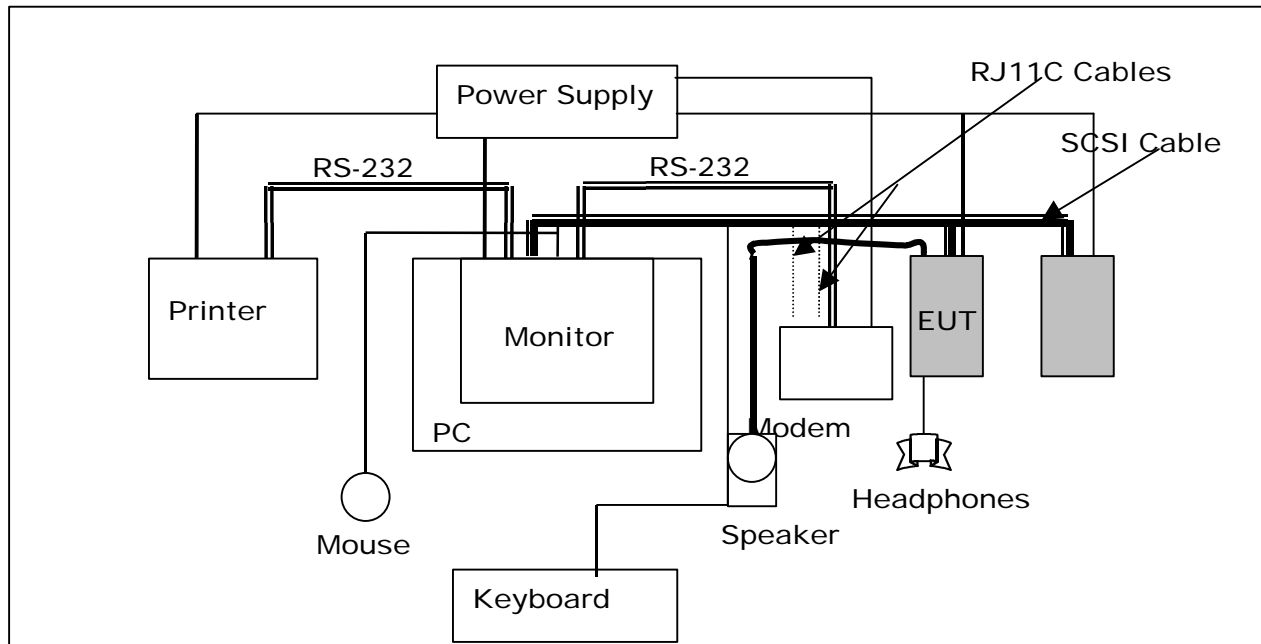 RJ11C Cables
Power Supply
SCSI Cable
RS-232
RS-232
Printer
Monitor
EUT
PC
Modem
Headphones
Speaker
Mouse
Keyboard